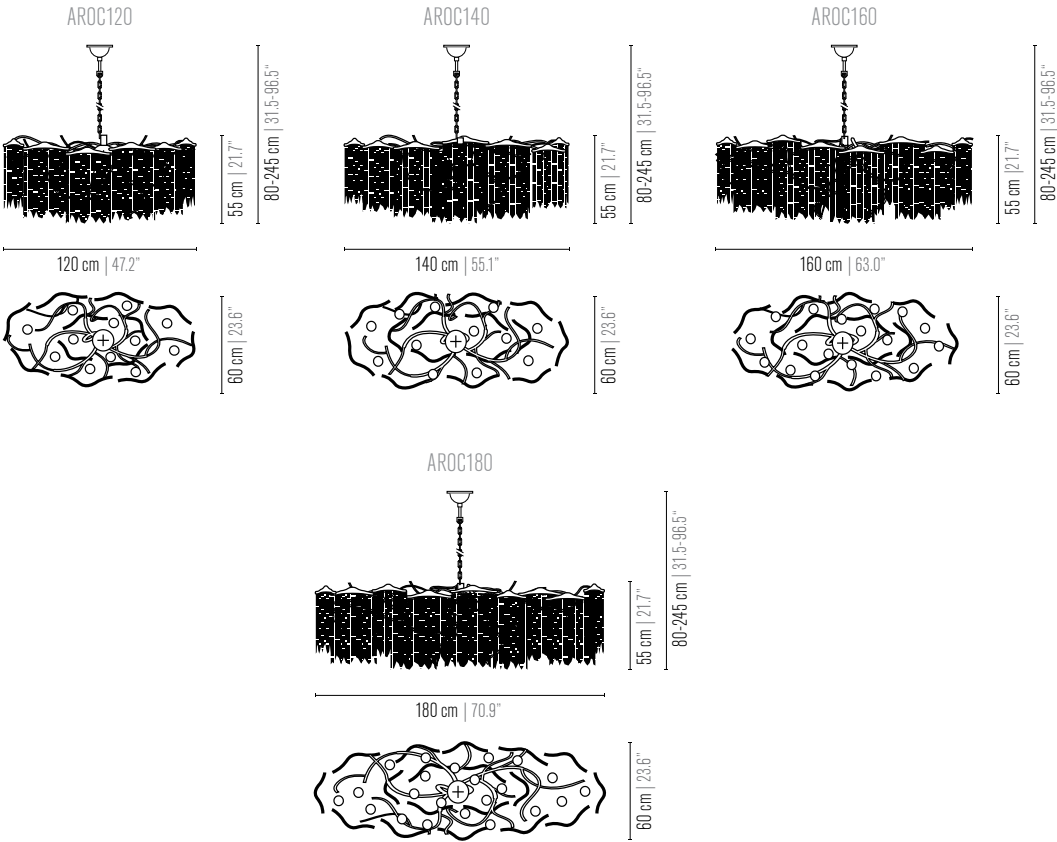 AROC120
55 cm | 21.7"
80-245 cm | 31.5-96.5"
120 cm | 47.2"
60 cm | 23.6"
AROC140
55 cm | 21.7"
80-245 cm | 31.5-96.5"
140 cm | 55.1"
60 cm | 23.6"
AROC160
55 cm | 21.7"
80-245 cm | 31.5-96.5"
160 cm | 63.0"
60 cm | 23.6"
AROC180
55 cm | 21.7"
80-245 cm | 31.5-96.5"
180 cm | 70.9"
60 cm | 23.6"